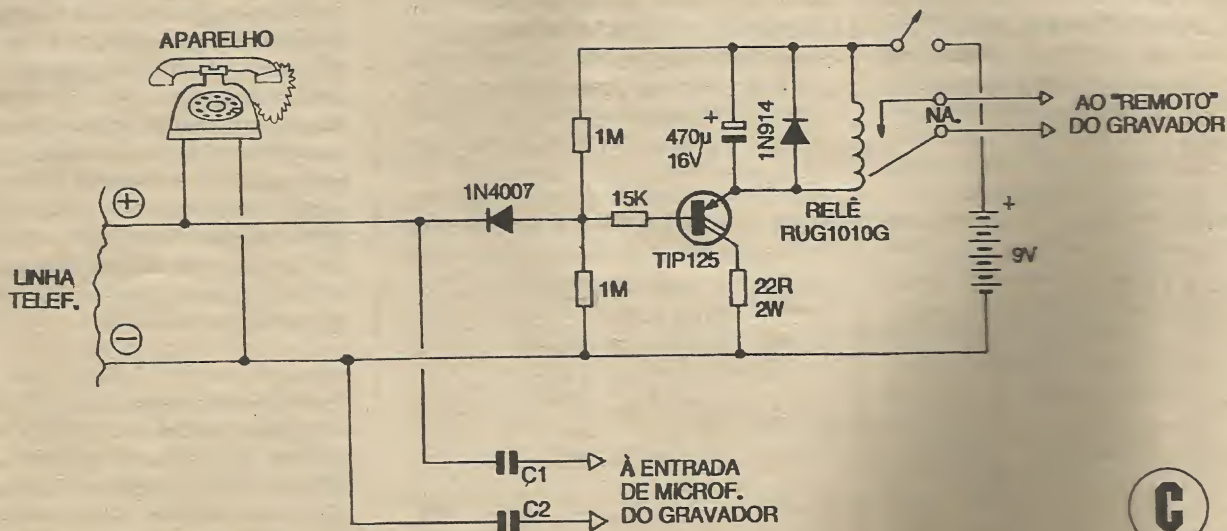 APARELHO
+
LINHA
TELEF.
−
1N4007
1M
1M
15K
470µ
16V
+
1N914
TIP125
22R
2W
RELÊ
RUG1010G
NA.
AO "REMOTO"
DO GRAVADOR
+
9V
C1
C2
À ENTRADA
DE MICROF.
DO GRAVADOR
C